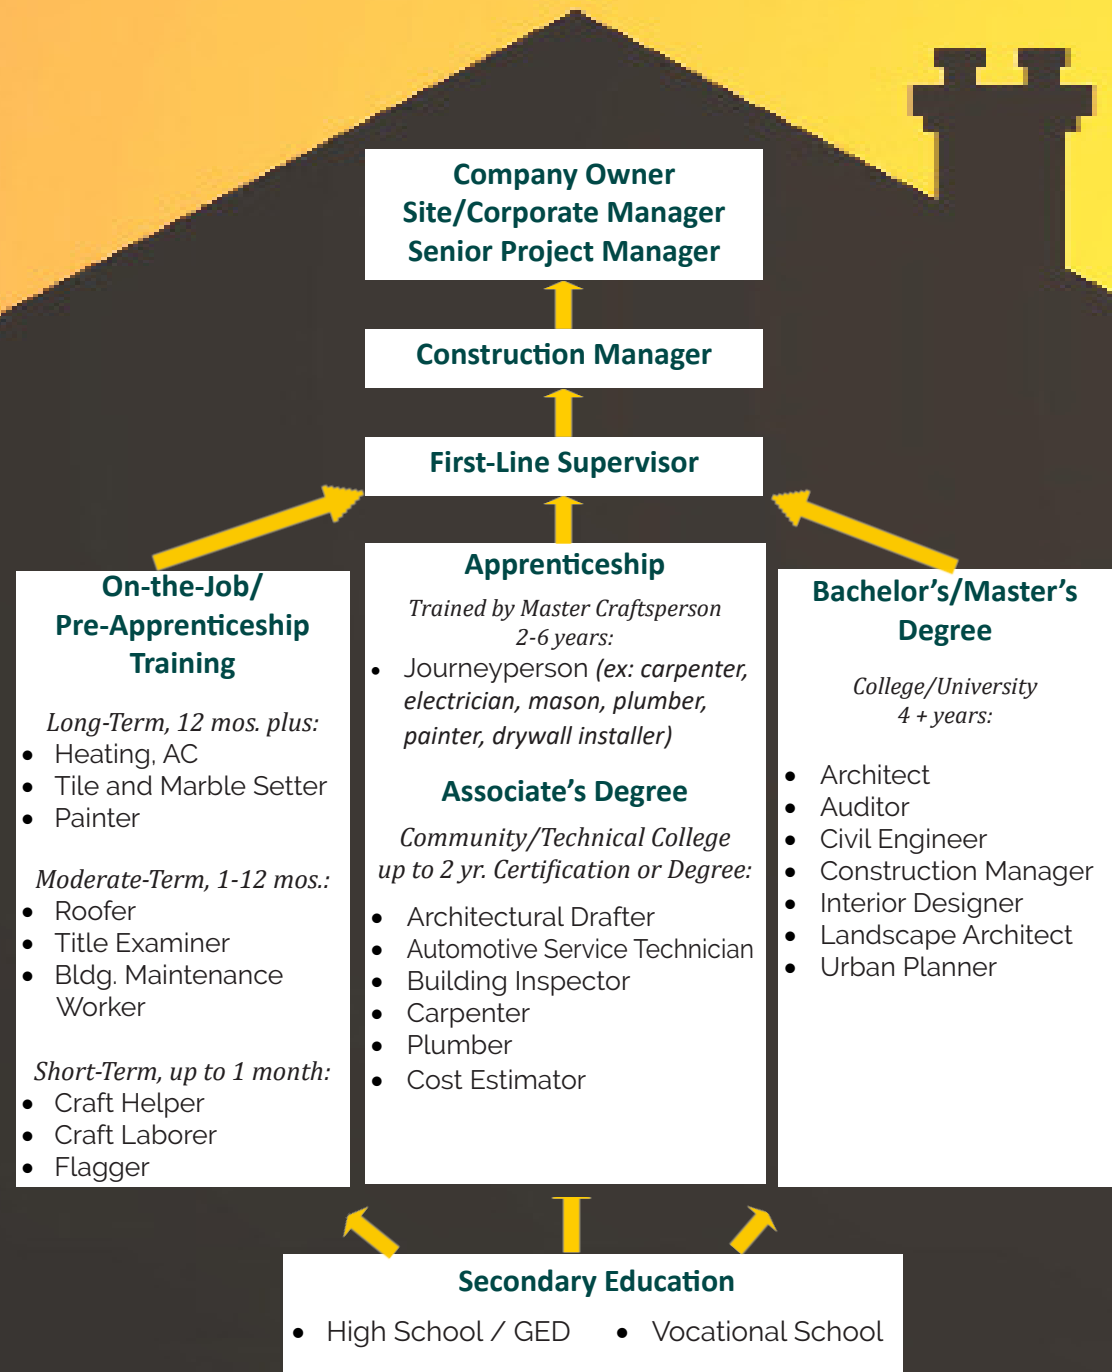 Company Owner
Site/Corporate Manager
Senior Project Manager
Construction Manager
First-Line Supervisor
On-the-Job/
Pre-Apprenticeship
Training
Long-Term, 12 mos. plus:
• Heating, AC
• Tile and Marble Setter
• Painter
Moderate-Term, 1-12 mos.:
• Roofer
• Title Examiner
• Bldg. Maintenance
Worker
Short-Term, up to 1 month:
• Craft Helper
• Craft Laborer
• Flagger
Apprenticeship
Trained by Master Craftsperson
2-6 years:
• Journeyperson (ex: carpenter,
electrician, mason, plumber,
painter, drywall installer)
Associate's Degree
Community/Technical College
up to 2 yr. Certification or Degree:
• Architectural Drafter
• Automotive Service Technician
• Building Inspector
• Carpenter
• Plumber
• Cost Estimator
Bachelor's/Master's
Degree
College/University
4 + years:
• Architect
• Auditor
• Civil Engineer
• Construction Manager
• Interior Designer
• Landscape Architect
• Urban Planner
Secondary Education
• High School / GED • Vocational School